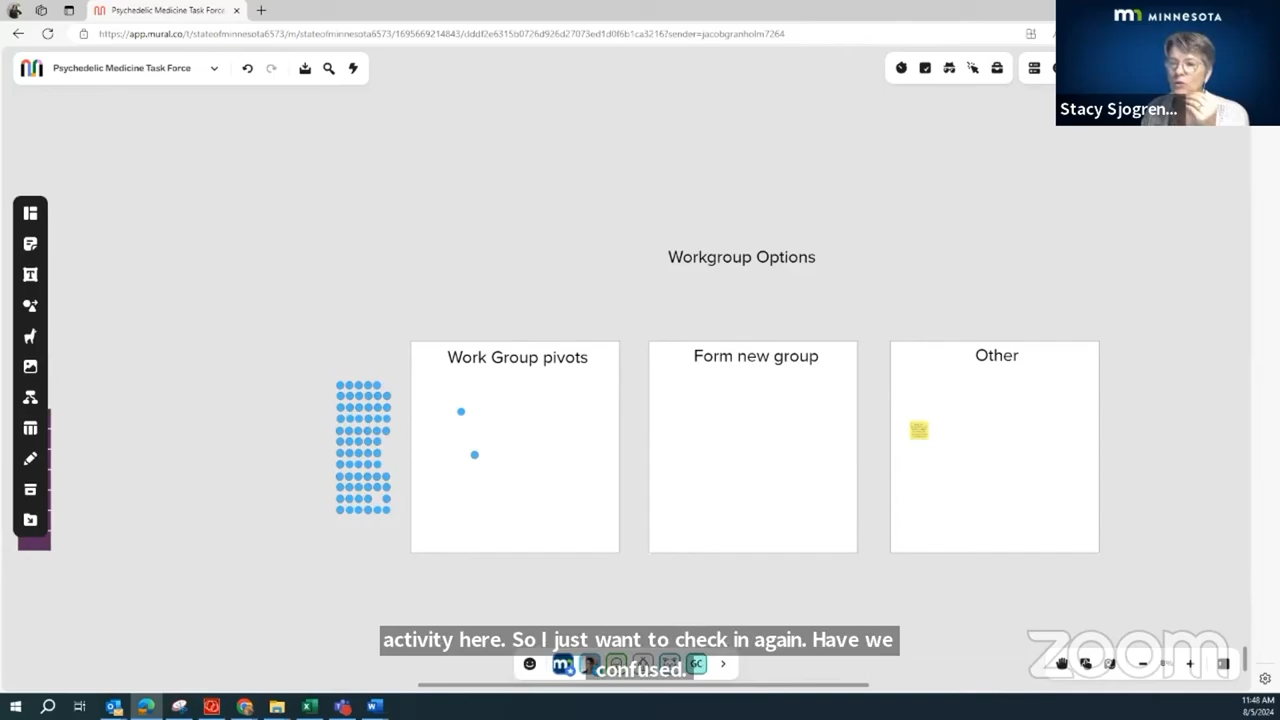 Psychedelic Medicine Task Force
https://app.mural.co/t/stateofminnesota6573/m/stateofminnesota6573/1695669214843/dddf2e6315b0726d926d27073ed1d0f6b1ca3216?sender=jacobgranholm7264
Psychedelic Medicine Task Force
MINNESOTA
Stacy Sjogren...
Workgroup Options
Work Group pivots
Form new group
Other
activity here. So I just want to check in again. Have we
confused.
GC
zoom
11:48 AM
8/5/2024